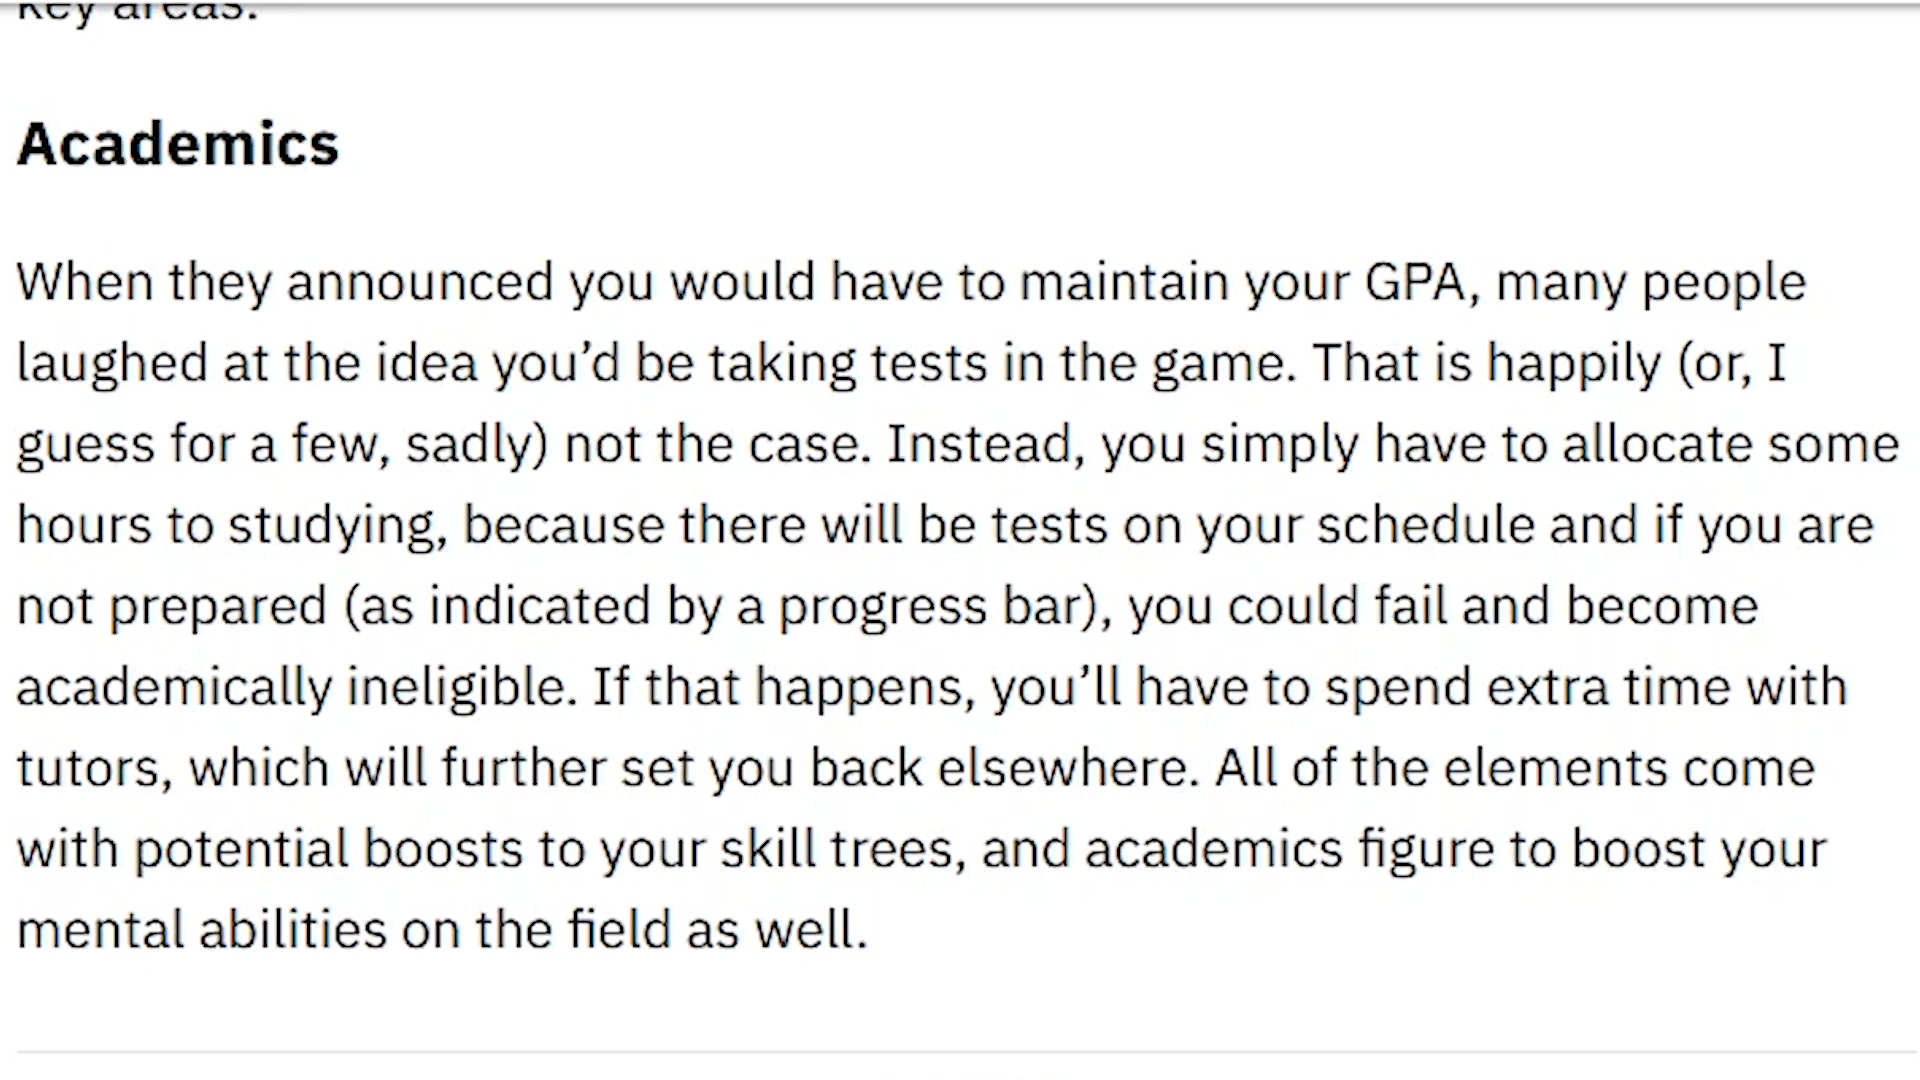 key areas.
Academics
When they announced you would have to maintain your GPA, many people
laughed at the idea you’d be taking tests in the game. That is happily (or, I
guess for a few, sadly) not the case. Instead, you simply have to allocate some
hours to studying, because there will be tests on your schedule and if you are
not prepared (as indicated by a progress bar), you could fail and become
academically ineligible. If that happens, you’ll have to spend extra time with
tutors, which will further set you back elsewhere. All of the elements come
with potential boosts to your skill trees, and academics figure to boost your
mental abilities on the field as well.